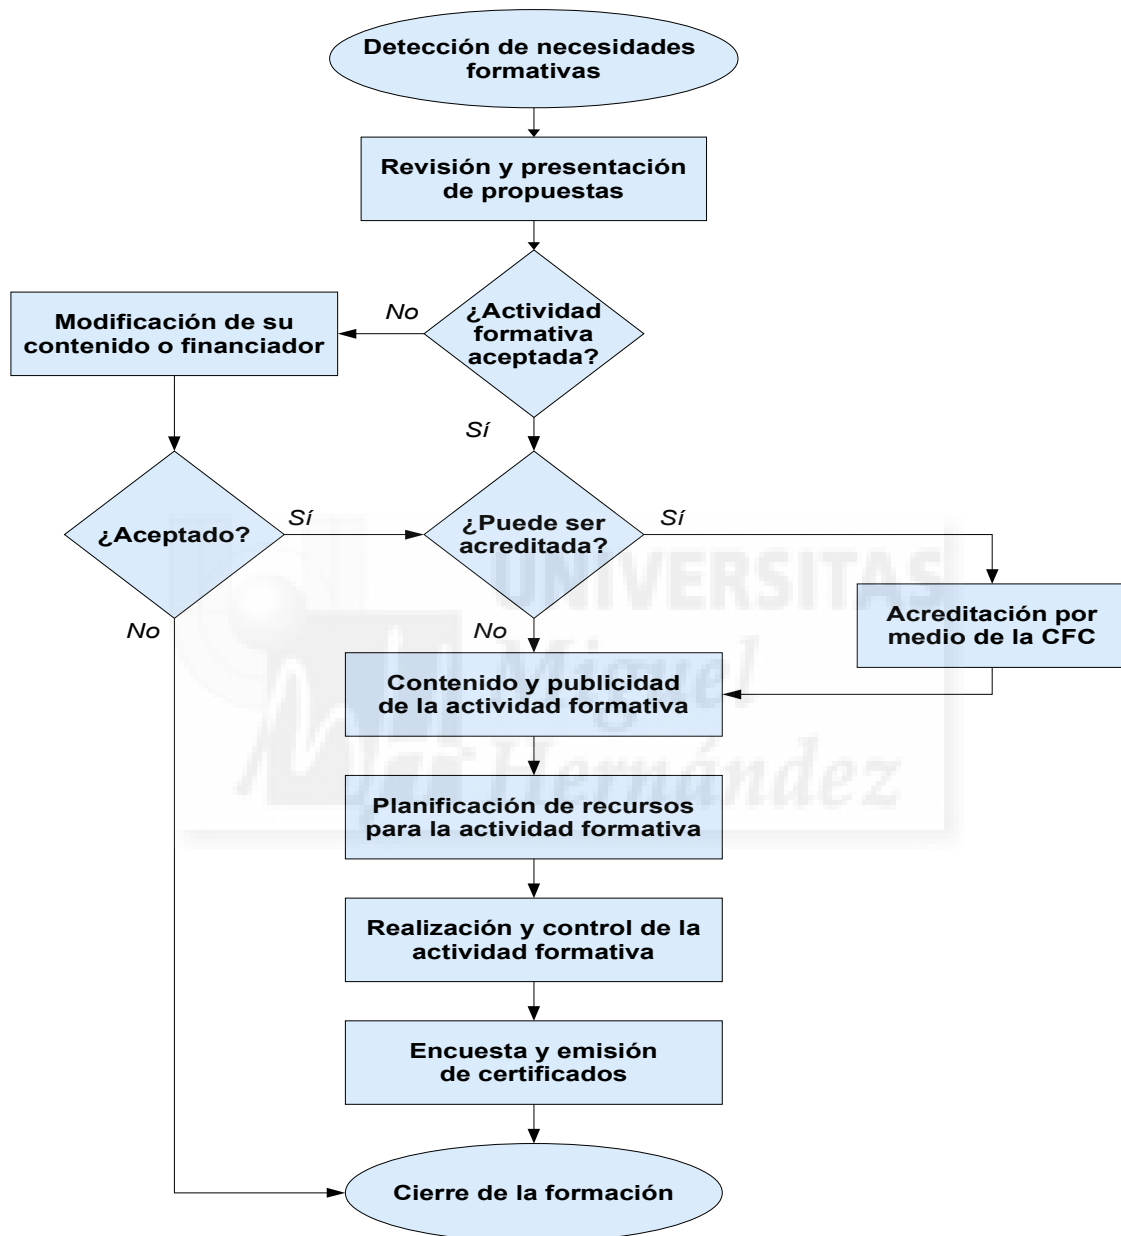 Detección de necesidades
formativas
Revisión y presentación
de propuestas
¿Actividad
formativa
aceptada?
No
Modificación de su
contenido o financiador
Sí
¿Aceptado?
Sí
¿Puede ser
acreditada?
Sí
Acreditación por
medio de la CFC
No
No
Contenido y publicidad
de la actividad formativa
Planificación de recursos
para la actividad formativa
Realización y control de la
actividad formativa
Encuesta y emisión
de certificados
Cierre de la formación
UNIVERSITAS
Miguel
Hernández